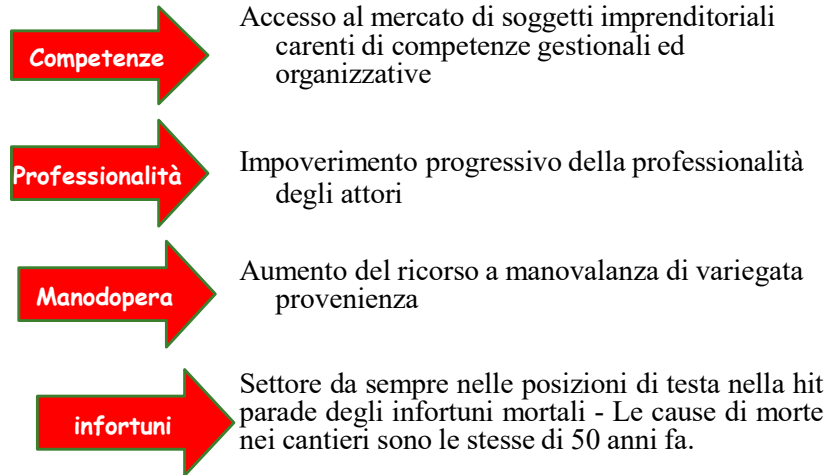 Competenze
Accesso al mercato di soggetti imprenditoriali
carenti di competenze gestionali ed
organizzative
Professionalità
Impoverimento progressivo della professionalità
degli attori
Manodopera
Aumento del ricorso a manovalanza di variegata
provenienza
infortuni
Settore da sempre nelle posizioni di testa nella hit
parade degli infortuni mortali - Le cause di morte
nei cantieri sono le stesse di 50 anni fa.